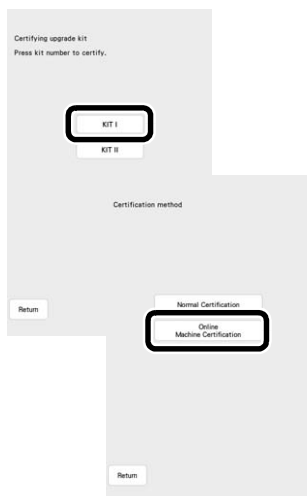 Certifying upgrade kit
Press kit number to certify.
KIT I
KIT II
Return
Certification method
Normal Certification
Online
Machine Certification
Return